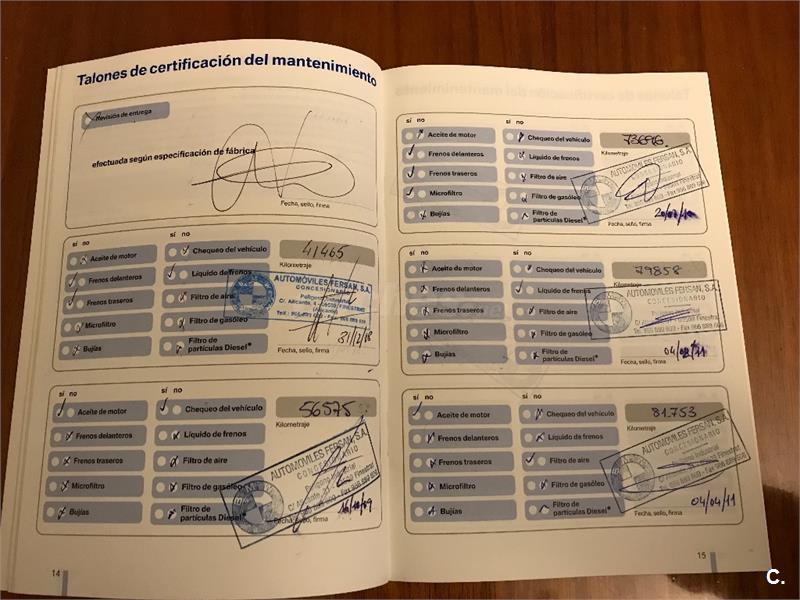 Talones de certificación del mantenimiento
Revisión de entrega
efectuada según especificación de fábrica
Fecha, sello, firma
sí no
sí no
Aceite de motor
Chequeo del vehículo
41465
Frenos delanteros
Líquido de frenos
Kilometraje
Frenos traseros
Filtro de aire
Microfiltro
Filtro de gasóleo
Bujías
Filtro de
partículas Diesel*
AUTOMÓVILES FERSAN, S.A.
CONCESIONARIO
31/12/08
Fecha, sello, firma
sí no
sí no
Aceite de motor
Chequeo del vehículo
56575
Frenos delanteros
Líquido de frenos
Kilometraje
Frenos traseros
Filtro de aire
Microfiltro
Filtro de gasóleo
Bujías
Filtro de
partículas Diesel*
AUTOMOVILES FERSAN, S.A.
CONCESIONARIO
Fecha, sello, firma
14
sí no
sí no
Aceite de motor
Chequeo del vehículo
73696
Frenos delanteros
Líquido de frenos
Kilometraje
Frenos traseros
Filtro de aire
Microfiltro
Filtro de gasóleo
Bujías
Filtro de
partículas Diesel*
AUTOMOVILES FERSAN, S.A.
CONCESIONARIO
Fecha, sello, firma
sí no
sí no
Aceite de motor
Chequeo del vehículo
79858
Frenos delanteros
Líquido de frenos
Kilometraje
Frenos traseros
Filtro de aire
Microfiltro
Filtro de gasóleo
Bujías
Filtro de
partículas Diesel*
AUTOMOVILES FERSAN, S.A.
CONCESIONARIO
Fecha, sello, firma
sí no
sí no
Aceite de motor
Chequeo del vehículo
81.753
Frenos delanteros
Líquido de frenos
Kilometraje
Frenos traseros
Filtro de aire
Microfiltro
Filtro de gasóleo
Bujías
Filtro de
partículas Diesel*
AUTOMOVILES FERSAN, S.A.
CONCESIONARIO
04/04/11
Fecha, sello, firma
15
C.